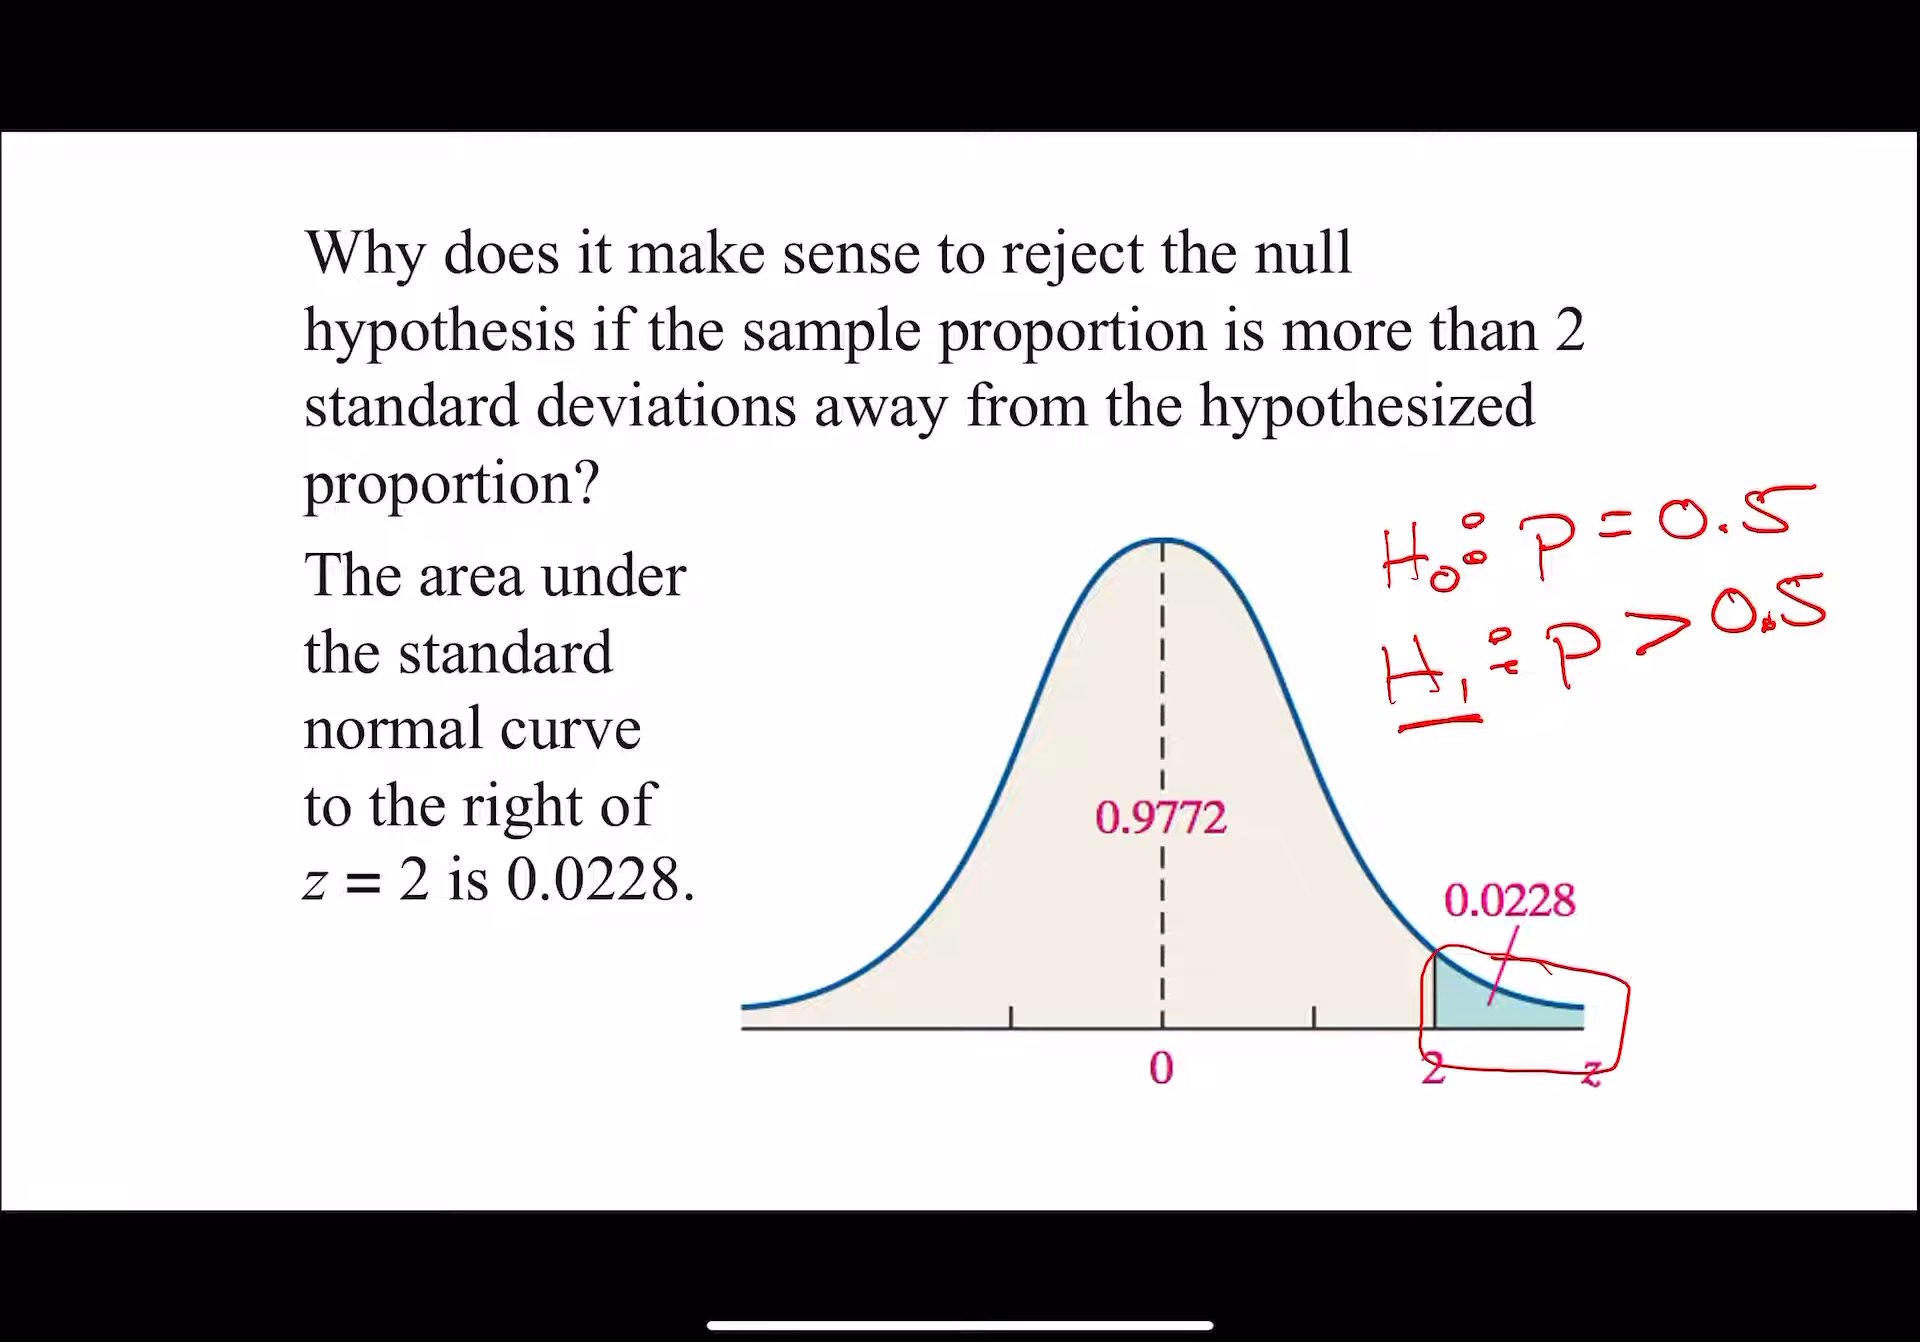 Why does it make sense to reject the null
hypothesis if the sample proportion is more than 2
standard deviations away from the hypothesized
proportion?
H₀: P = 0.5
H₁: P > 0.5
The area under
the standard
normal curve
to the right of
z = 2 is 0.0228.
0.9772
0.0228
0
2
z